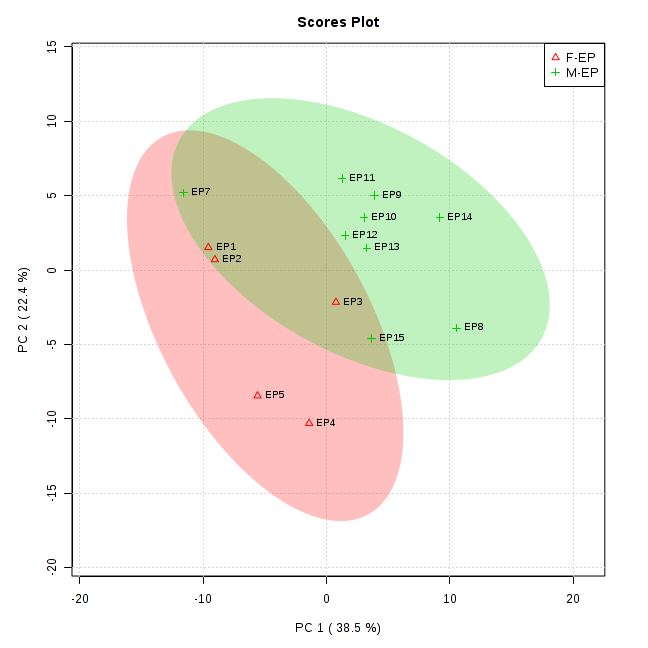 Scores Plot
F-EP
M-EP
EP11
EP7
EP9
EP10
EP14
EP12
EP1
EP13
EP2
EP3
EP8
EP15
EP5
EP4
15
10
5
0
-5
-10
-15
-20
PC 2 ( 22.4 %)
-20 -10 0 10 20
PC 1 ( 38.5 %)